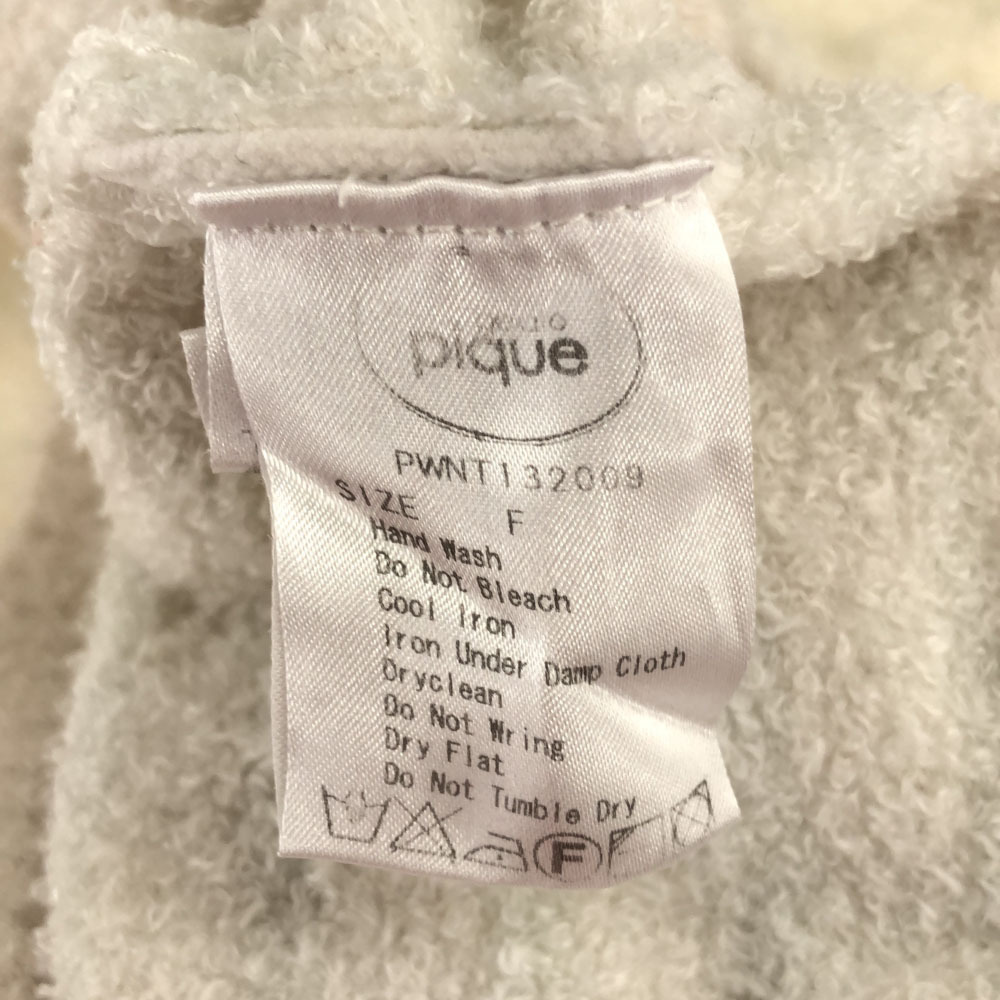 pique
PWNT132009
SIZE F
Hand Wash
Do Not Bleach
Cool Iron
Iron Under Damp Cloth
Dryclean
Do Not Wring
Dry Flat
Do Not Tumble Dry
F